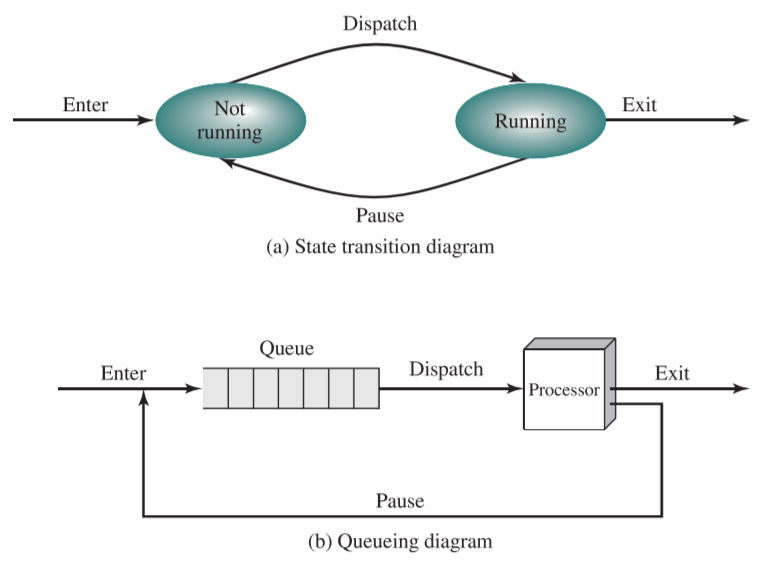 Dispatch
Enter
Not
running
Running
Exit
Pause
(a) State transition diagram
Queue
Enter
Dispatch
Processor
Exit
Pause
(b) Queueing diagram